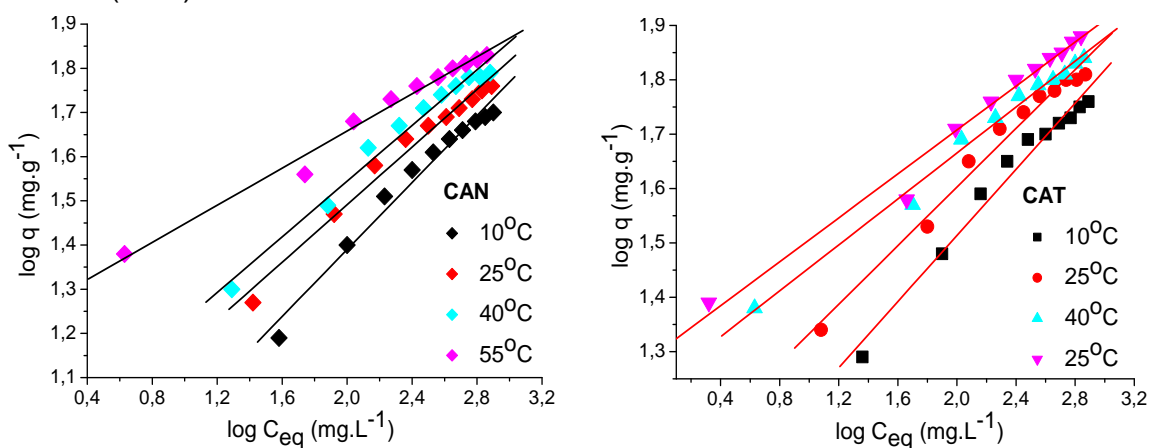 log q (mg.g⁻¹)
1,9
1,8
1,7
1,6
1,5
1,4
1,3
1,2
1,1
0,4 0,8 1,2 1,6 2,0 2,4 2,8 3,2
log Ceq (mg.L⁻¹)
CAN
10°C
25°C
40°C
55°C
log q (mg.g⁻¹)
1,9
1,8
1,7
1,6
1,5
1,4
1,3
0,4 0,8 1,2 1,6 2,0 2,4 2,8 3,2
log Ceq (mg.L⁻¹)
CAT
10°C
25°C
40°C
25°C